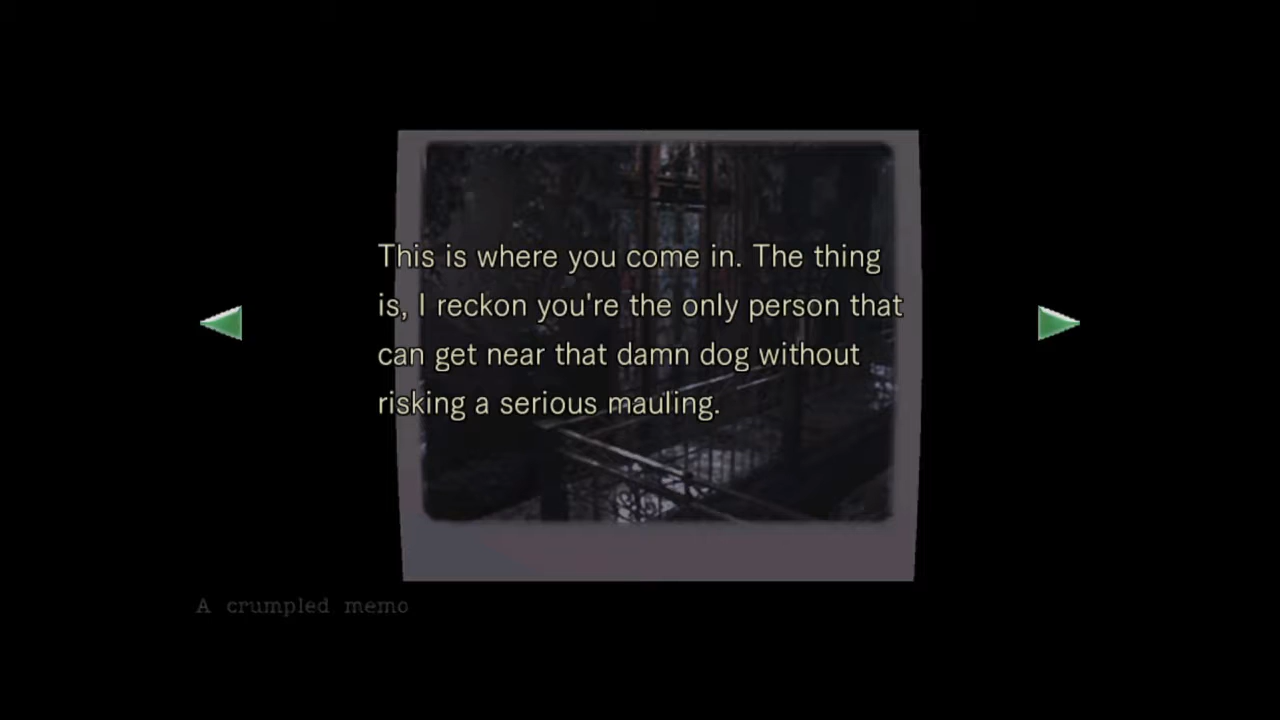 This is where you come in. The thing
is, I reckon you're the only person that
can get near that damn dog without
risking a serious mauling.
A crumpled memo